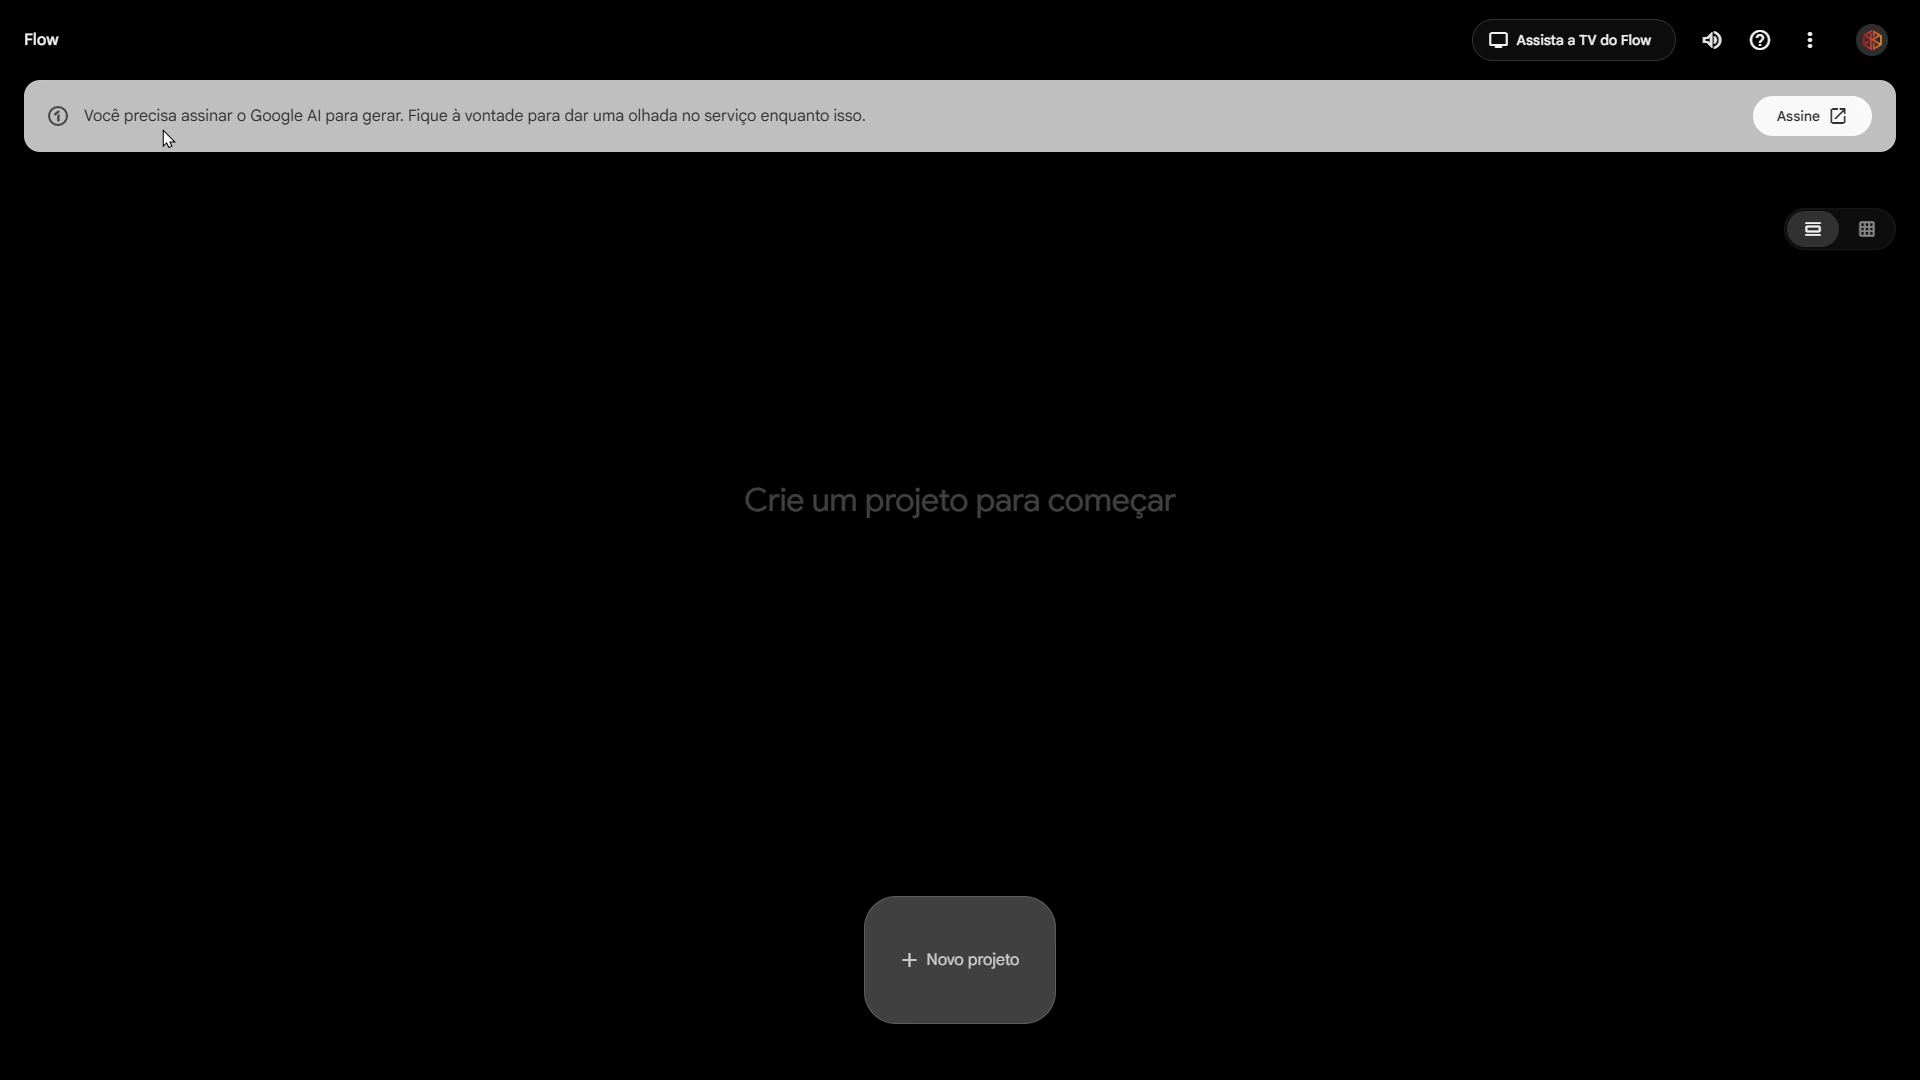 Flow
Assista a TV do Flow
Você precisa assinar o Google AI para gerar. Fique à vontade para dar uma olhada no serviço enquanto isso.
Assine
Crie um projeto para começar
Novo projeto